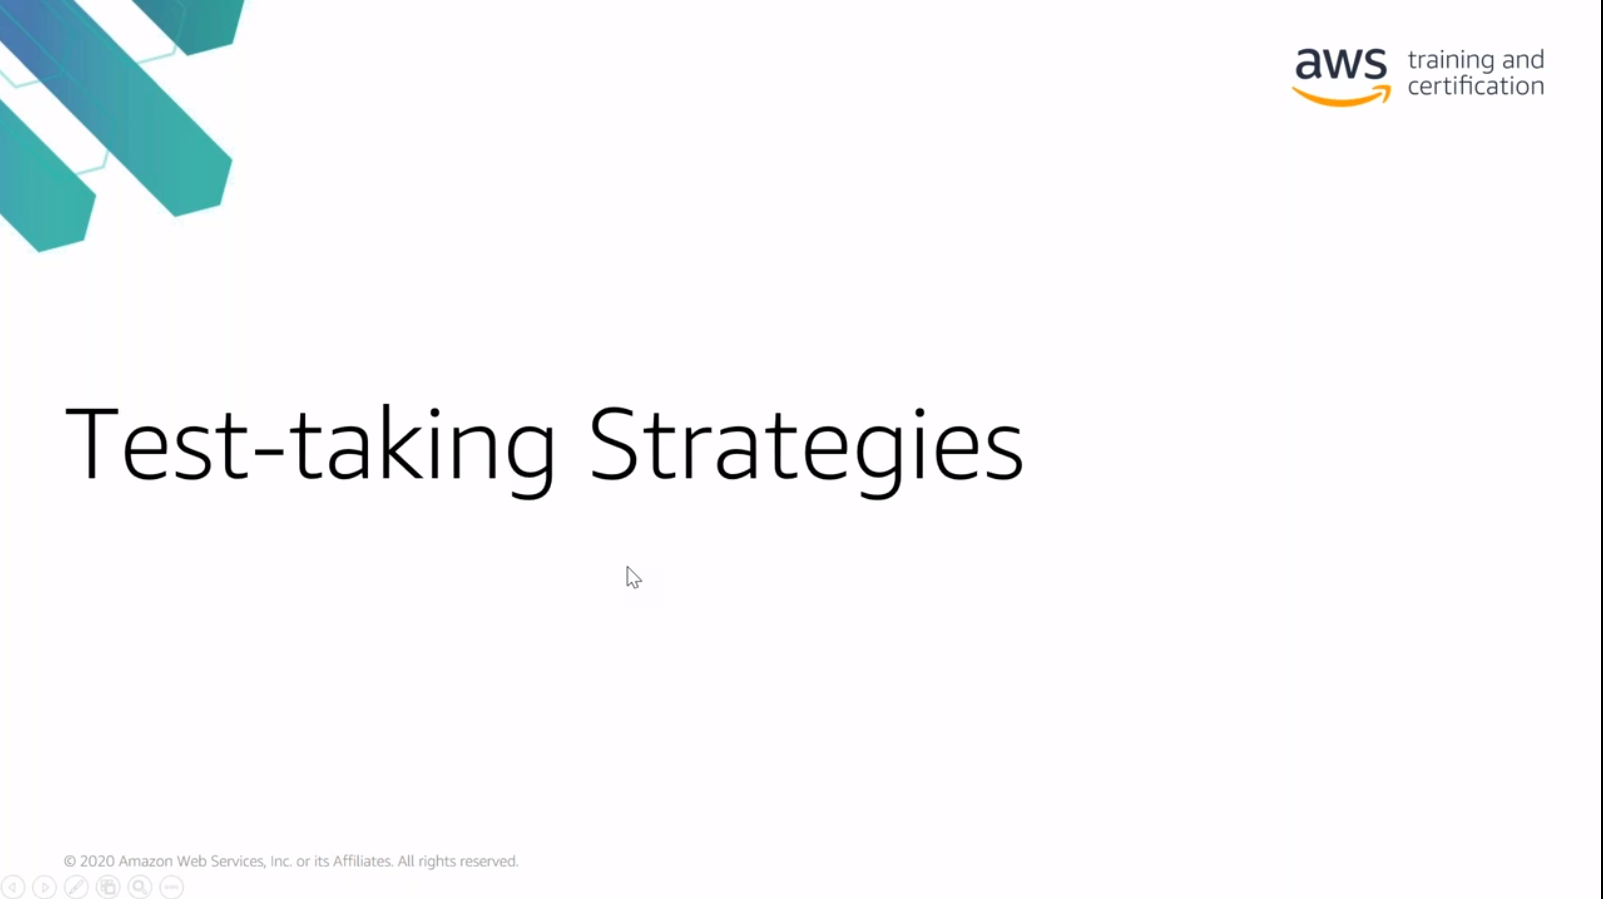 aws training and
certification
Test-taking Strategies
© 2020 Amazon Web Services, Inc. or its Affiliates. All rights reserved.